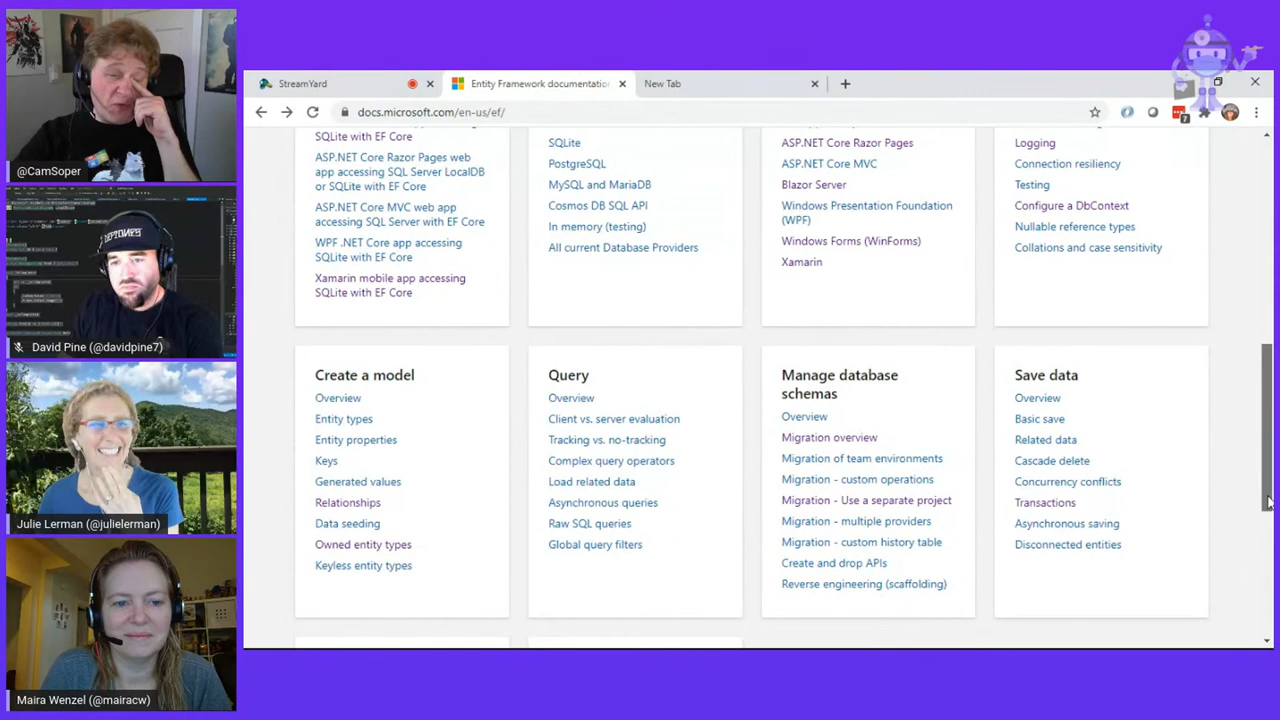 @CamSoper
David Pine (@davidpine7)
Julie Lerman (@julielerman)
Maira Wenzel (@mairacw)
StreamYard
Entity Framework documentation
New Tab
docs.microsoft.com/en-us/ef/
7
SQLite with EF Core
ASP.NET Core Razor Pages web
app accessing SQL Server LocalDB
or SQLite with EF Core
ASP.NET Core MVC web app
accessing SQL Server with EF Core
WPF .NET Core app accessing
SQLite with EF Core
Xamarin mobile app accessing
SQLite with EF Core
SQLite
PostgreSQL
MySQL and MariaDB
Cosmos DB SQL API
In memory (testing)
All current Database Providers
ASP.NET Core Razor Pages
ASP.NET Core MVC
Blazor Server
Windows Presentation Foundation
(WPF)
Windows Forms (WinForms)
Xamarin
Logging
Connection resiliency
Testing
Configure a DbContext
Nullable reference types
Collations and case sensitivity
Create a model
Overview
Entity types
Entity properties
Keys
Generated values
Relationships
Data seeding
Owned entity types
Keyless entity types
Query
Overview
Client vs. server evaluation
Tracking vs. no-tracking
Complex query operators
Load related data
Asynchronous queries
Raw SQL queries
Global query filters
Manage database
schemas
Overview
Migration overview
Migration of team environments
Migration - custom operations
Migration - Use a separate project
Migration - multiple providers
Migration - custom history table
Create and drop APIs
Reverse engineering (scaffolding)
Save data
Overview
Basic save
Related data
Cascade delete
Concurrency conflicts
Transactions
Asynchronous saving
Disconnected entities